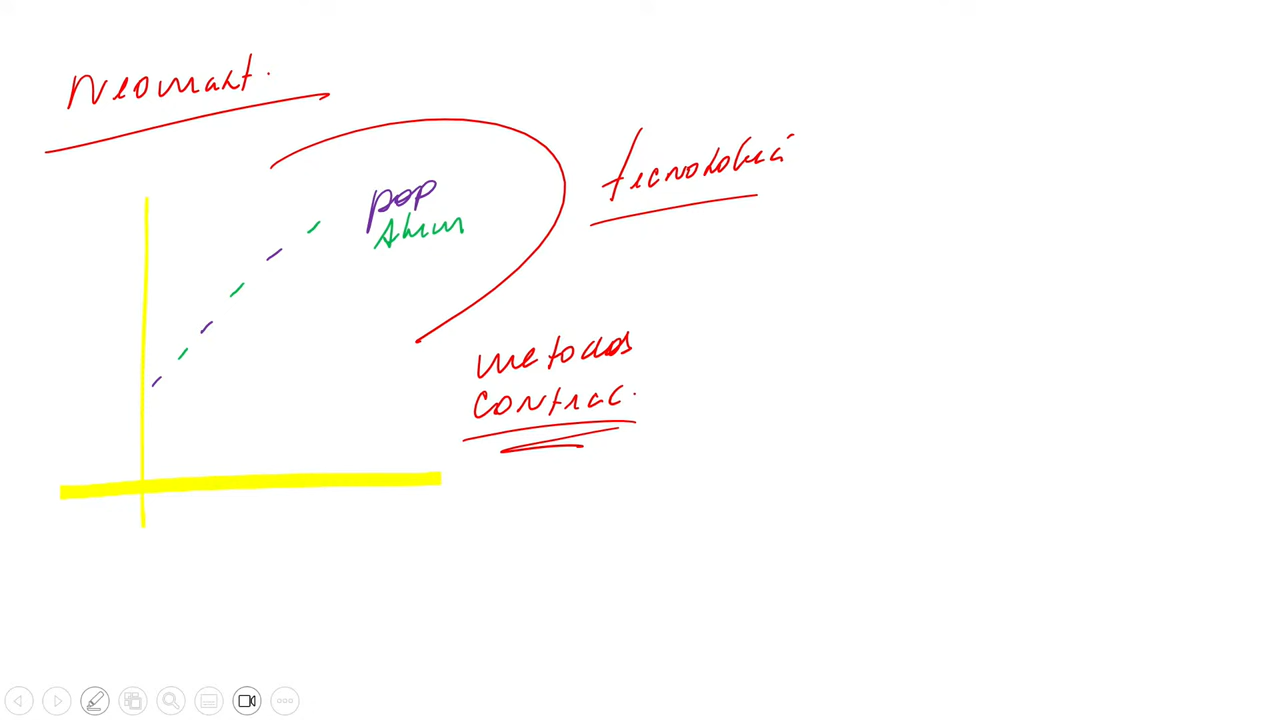 Neomalt.
pop
Alim
tecnologia
metodos
contrac.